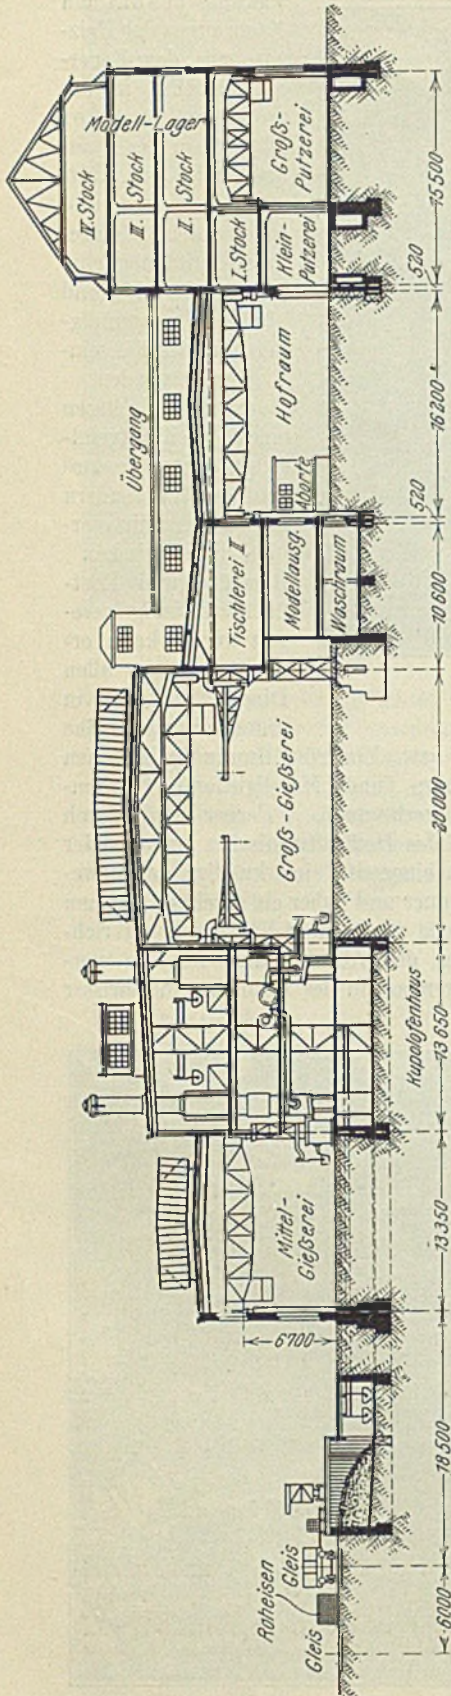 Roheisen
Gleis
Gleis
6700
Mittel-
Gießerei
Kupolofenhaus
Groß-Gießerei
Übergang
Tischlerei II
Modellausg.
Waschraum
Aborte
Hofraum
Modell-Lager
IV. Stock
III. Stock
II. Stock
I. Stock
Klein-
Putzerei
Groß-
Putzerei
6000
18500
13350
13650
20000
10600
520
16200
520
15500